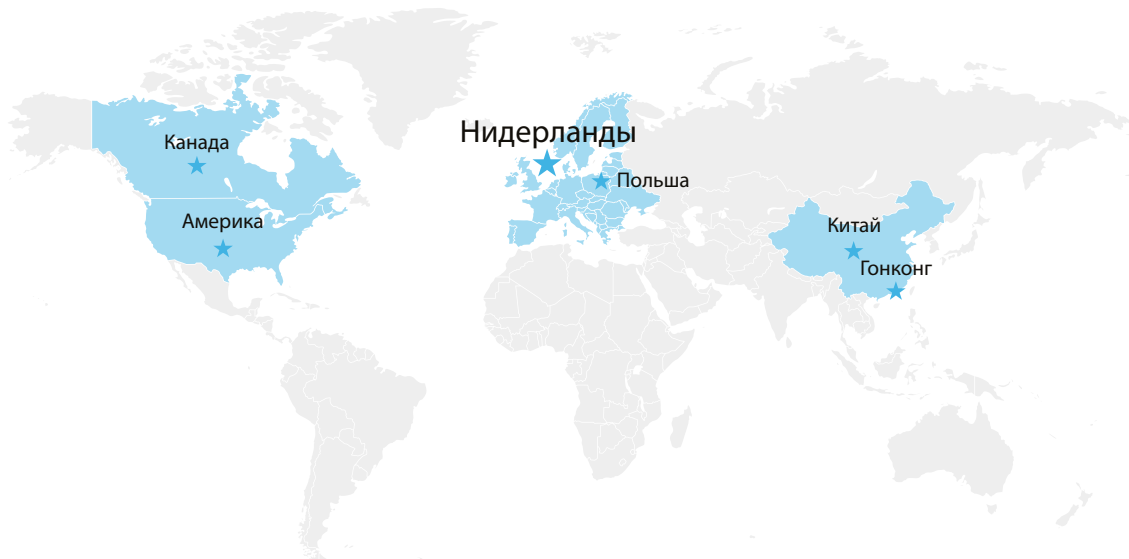 Нидерланды
Канада
Польша
Америка
Китай
Гонконг